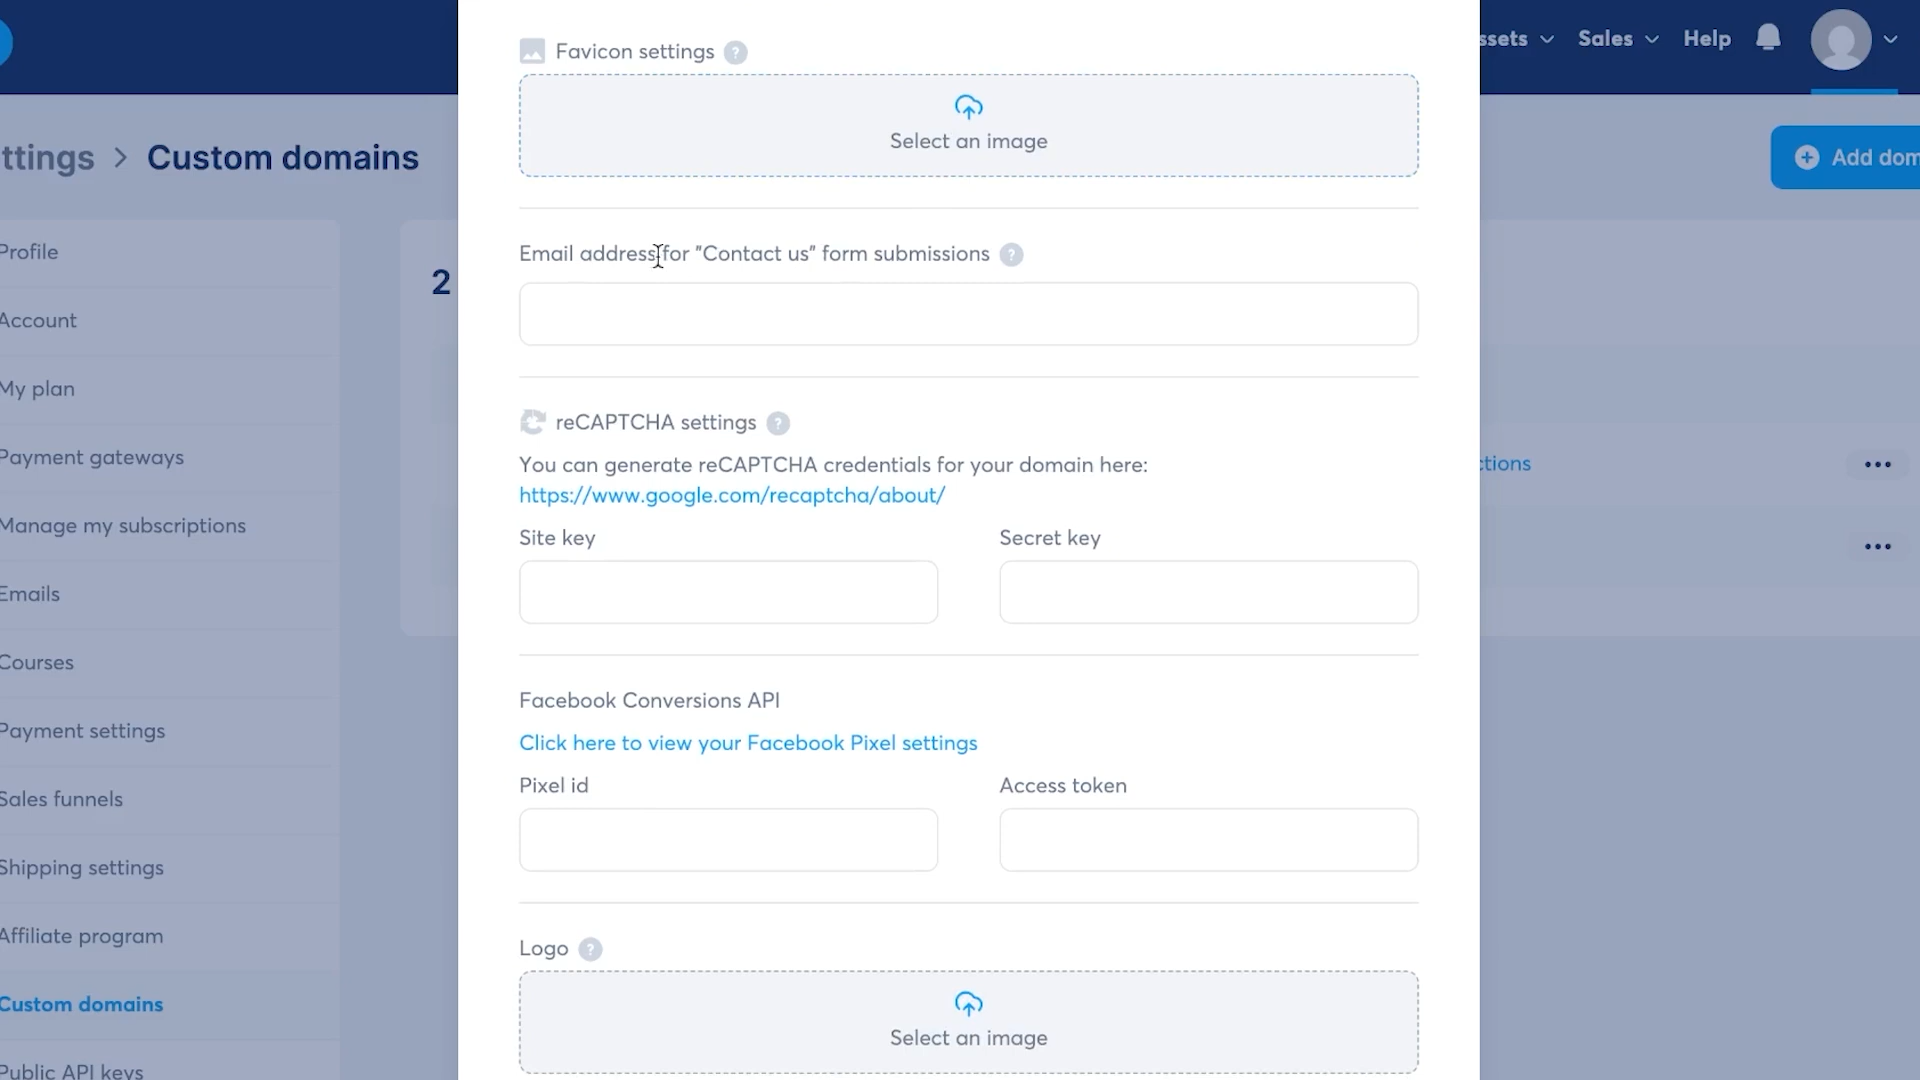 Favicon settings ?
Select an image
ssets Sales Help
ttings > Custom domains
Add dom
Profile
Account
My plan
Payment gateways
Manage my subscriptions
Emails
Courses
Payment settings
Sales funnels
Shipping settings
Affiliate program
Custom domains
Public API keys
2
Email address for "Contact us" form submissions ?
reCAPTCHA settings ?
You can generate reCAPTCHA credentials for your domain here:
https://www.google.com/recaptcha/about/
Site key
Secret key
Facebook Conversions API
Click here to view your Facebook Pixel settings
Pixel id
Access token
Logo ?
Select an image
ctions